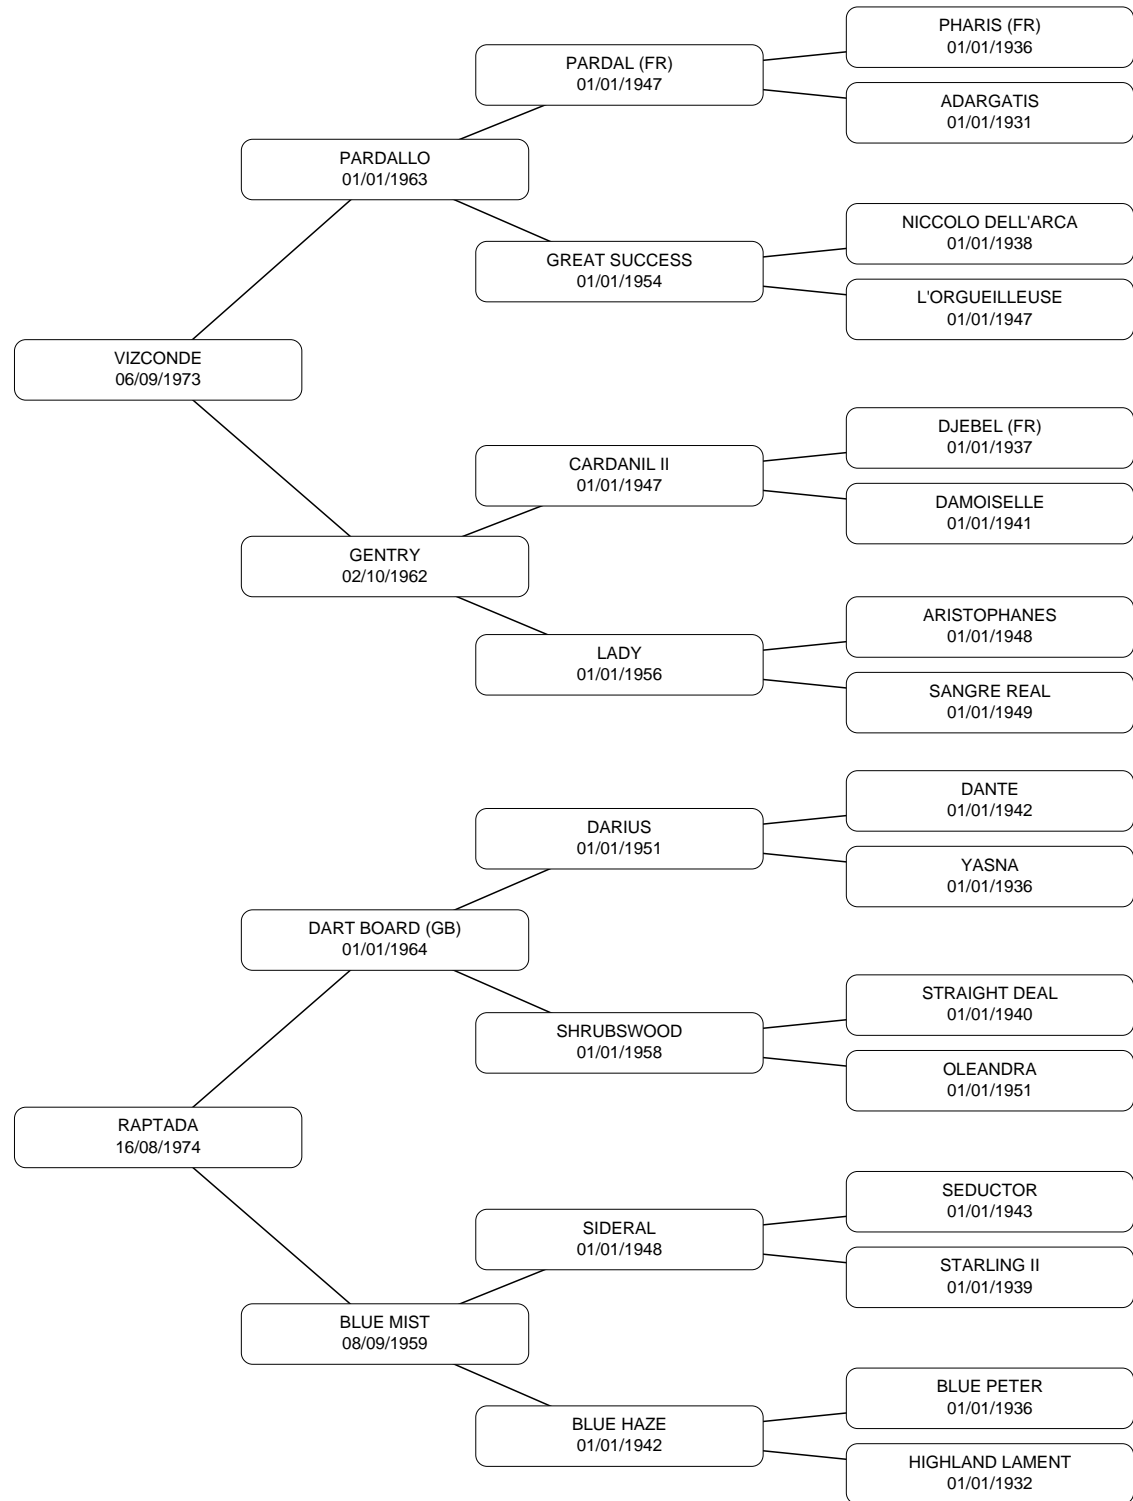 PHARIS (FR)
01/01/1936
PARDAL (FR)
01/01/1947
ADARGATIS
01/01/1931
PARDALLO
01/01/1963
NICCOLO DELL'ARCA
01/01/1938
GREAT SUCCESS
01/01/1954
L'ORGUEILLEUSE
01/01/1947
VIZCONDE
06/09/1973
DJEBEL (FR)
01/01/1937
CARDANIL II
01/01/1947
DAMOISELLE
01/01/1941
GENTRY
02/10/1962
ARISTOPHANES
01/01/1948
LADY
01/01/1956
SANGRE REAL
01/01/1949
DANTE
01/01/1942
DARIUS
01/01/1951
YASNA
01/01/1936
DART BOARD (GB)
01/01/1964
STRAIGHT DEAL
01/01/1940
SHRUBSWOOD
01/01/1958
OLEANDRA
01/01/1951
RAPTADA
16/08/1974
SEDUCTOR
01/01/1943
SIDERAL
01/01/1948
STARLING II
01/01/1939
BLUE MIST
08/09/1959
BLUE PETER
01/01/1936
BLUE HAZE
01/01/1942
HIGHLAND LAMENT
01/01/1932